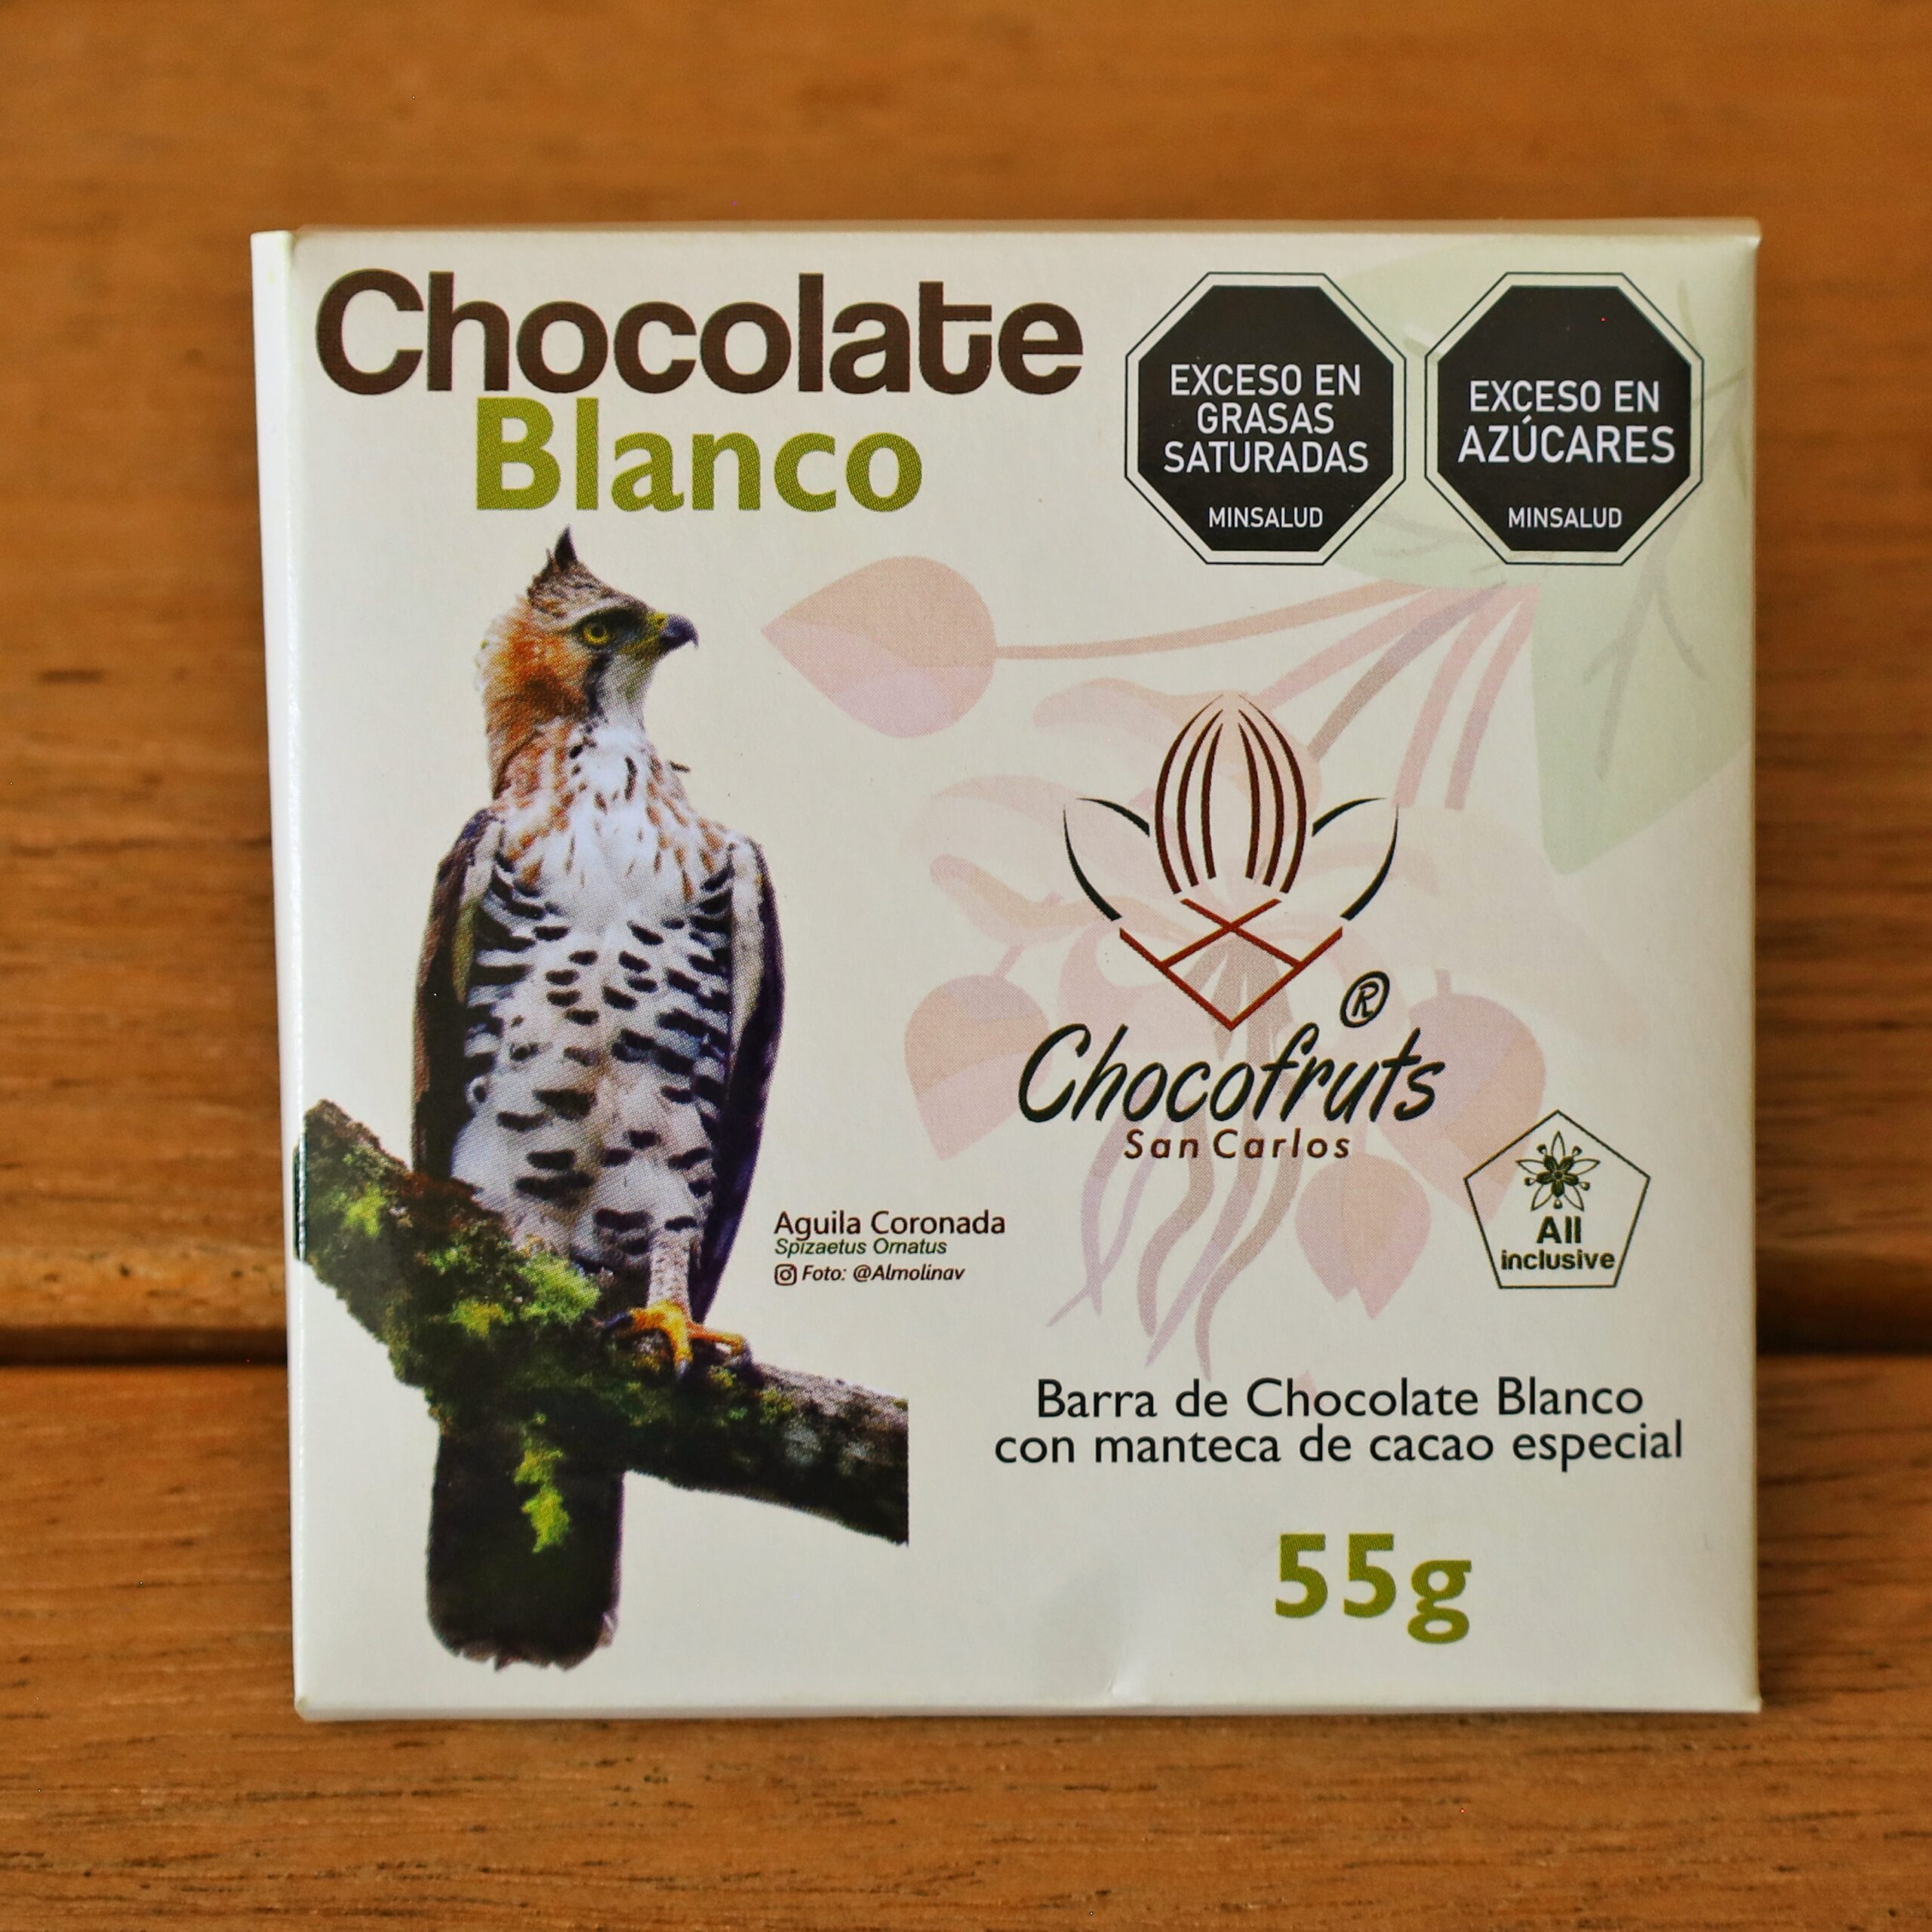 Chocolate
Blanco
EXCESO EN
GRASAS
SATURADAS
MINSALUD
EXCESO EN
AZÚCARES
MINSALUD
®
Chocofruts
San Carlos
Aguila Coronada
Spizaetus Ornatus
Foto: @Almolinav
All
inclusive
Barra de Chocolate Blanco
con manteca de cacao especial
55g